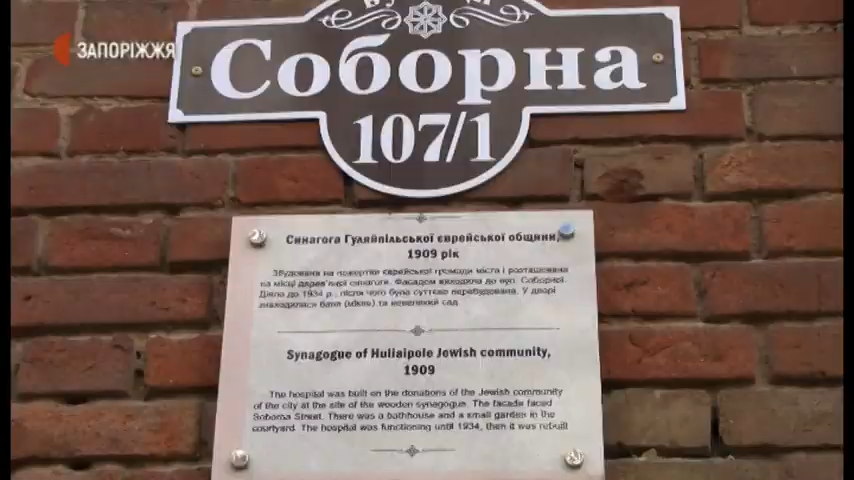 ЗАПОРІЖЖЯ
Соборна
107/1
Синагога Гуляйпільської єврейської общини,
1909 рік
Збудована на пожертви єврейської громади міста і розташована
на місці дерев'яної синагоги. Фасадом виходила до вул. Соборної.
Діяла до 1934 р., після чого була суттєво перебудована. У дворі
знаходилася баня (мікве) та невеликий сад.
Synagogue of Huliaipole Jewish community,
1909
The hospital was built on the donations of the Jewish community
of the city at the site of the wooden synagogue. The facade faced
Soborna Street. There was a bathhouse and a small garden in the
courtyard. The hospital was functioning until 1934, then it was rebuilt